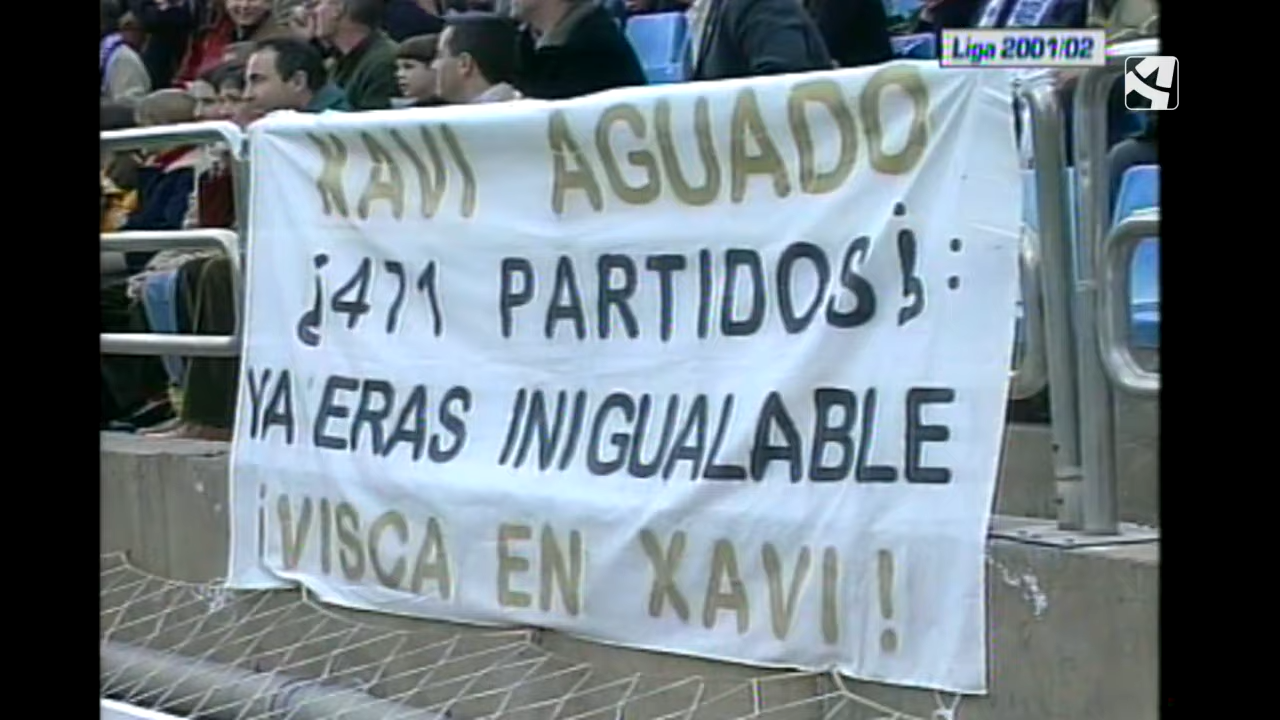 Liga 2001/02
XAVI AGUADO
¡471 PARTIDOS!:
YA ERAS INIGUALABLE
¡VISCA EN XAVI!